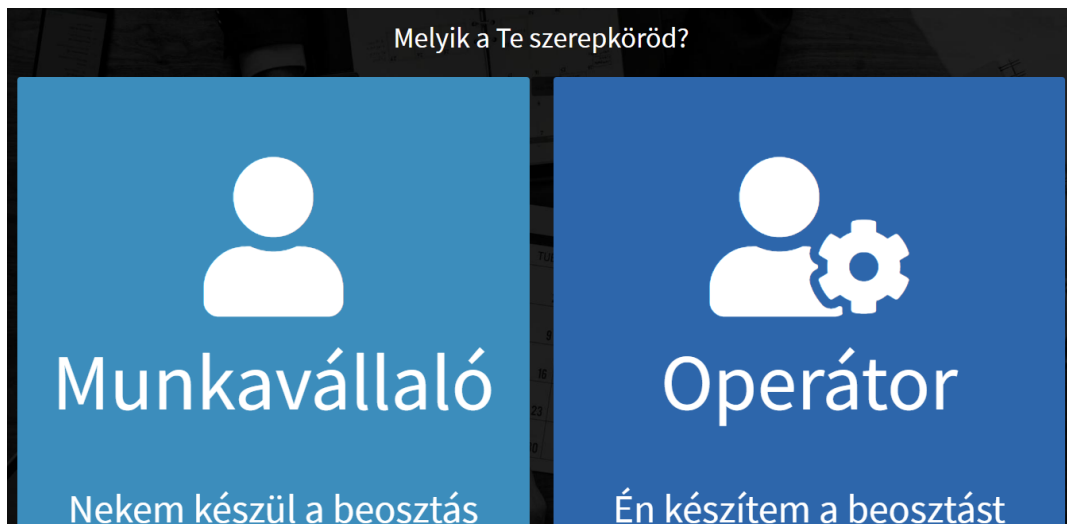 Melyik a Te szerepköröd?
Munkavállaló
Nekem készül a beosztás
Operátor
Én készítem a beosztást